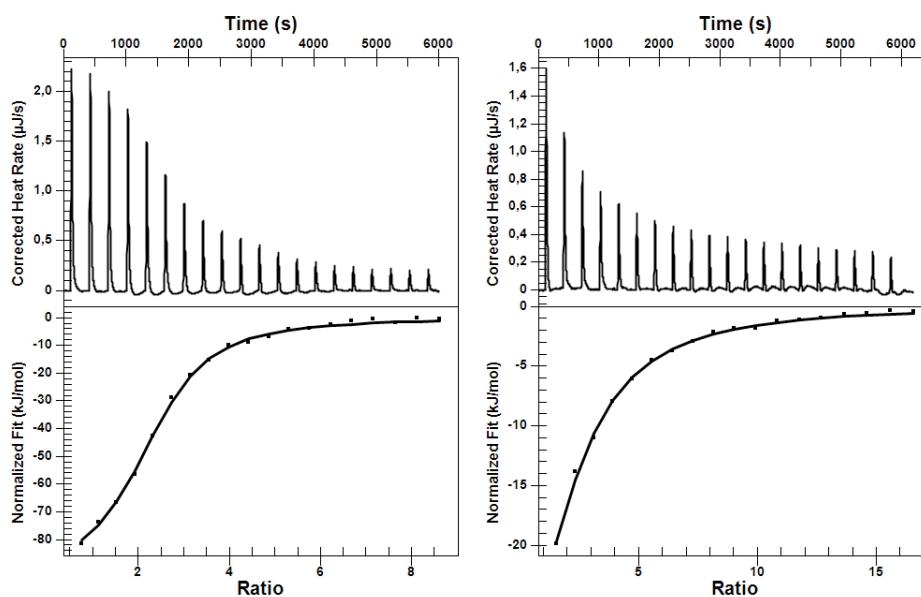 Time (s)
0 1000 2000 3000 4000 5000 6000
Corrected Heat Rate (µJ/s)
2,0
1,5
1,0
0,5
0
Normalized Fit (kJ/mol)
0
-10
-20
-30
-40
-50
-60
-70
-80
2 4 6 8
Ratio
Time (s)
0 1000 2000 3000 4000 5000 6000
Corrected Heat Rate (µJ/s)
1,6
1,4
1,2
1,0
0,8
0,6
0,4
0,2
0
Normalized Fit (kJ/mol)
0
-5
-10
-15
-20
5 10 15
Ratio